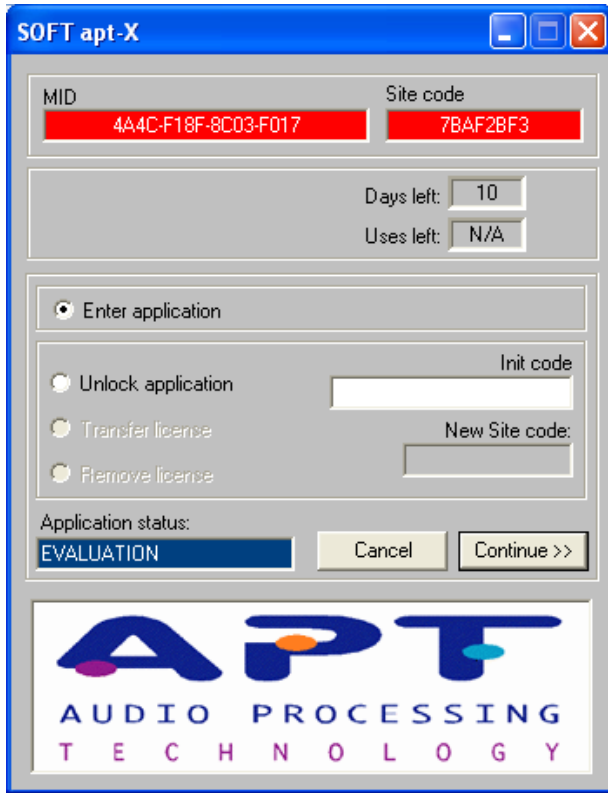 SOFT apt-X
MID
Site code
4A4C-F18F-8C03-F017
7BAF2BF3
Days left: 10
Uses left: N/A
Enter application
Init code
Unlock application
Transfer license
New Site code:
Remove license
Application status:
EVALUATION
Cancel
Continue >>
APT
AUDIO PROCESSING
TECHNOLOGY